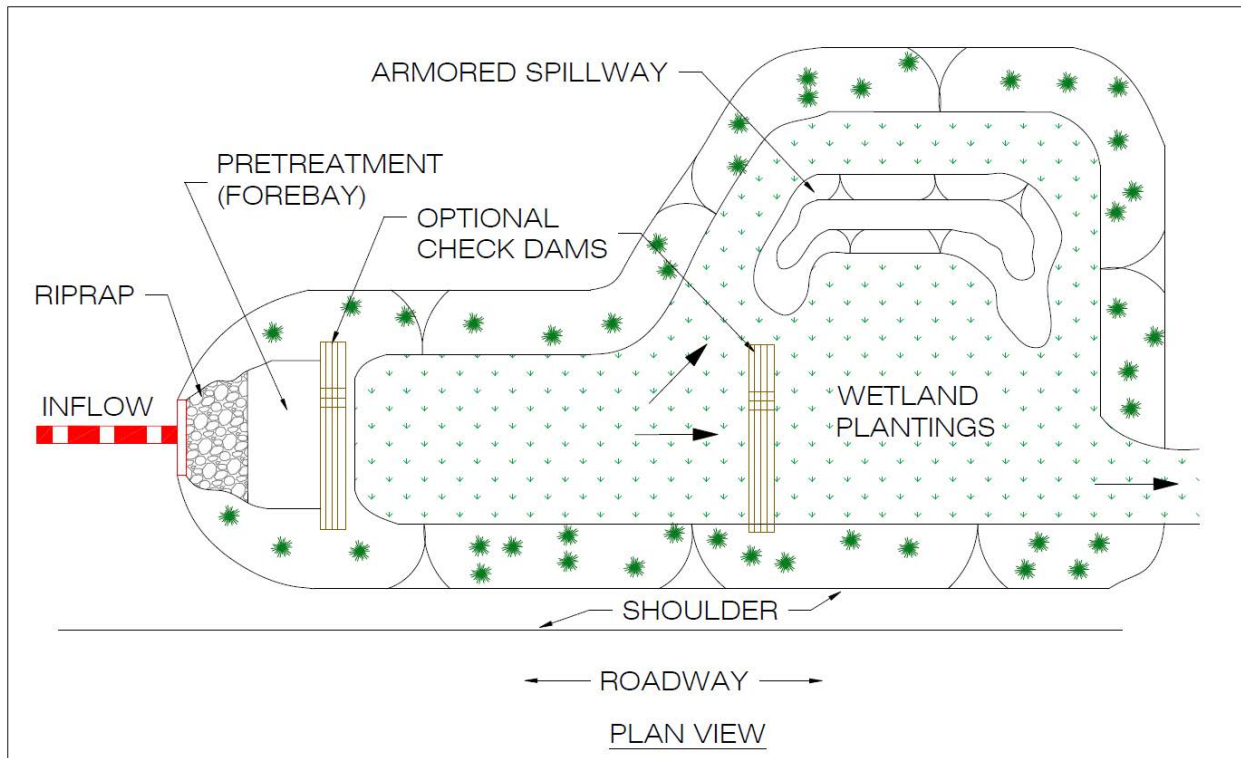 ARMORED SPILLWAY
PRETREATMENT
(FOREBAY)
OPTIONAL
CHECK DAMS
RIPRAP
INFLOW
WETLAND
PLANTINGS
SHOULDER
ROADWAY
PLAN VIEW